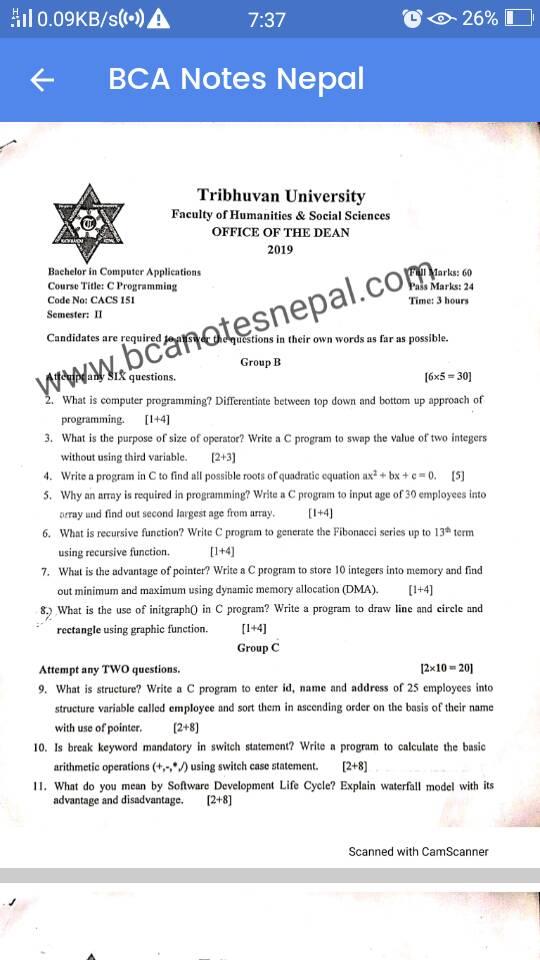 H 0.09KB/s 7:37 26%
BCA Notes Nepal
Tribhuvan University
Faculty of Humanities & Social Sciences
OFFICE OF THE DEAN
2019
Bachelor in Computer Applications
Course Title: C Programming
Code No: CACS 151
Semester: II
Full Marks: 60
Pass Marks: 24
Time: 3 hours
www.bcanotesnepal.com
Candidates are required to answer the questions in their own words as far as possible.
Group B
Attempt any SIX questions. [6×5 = 30]
2. What is computer programming? Differentinte between top down and bottom up approach of
programming. [1+4]
3. What is the purpose of size of operator? Write a C program to swap the value of two integers
without using third variable. [2+3]
4. Write a program in C to find all possible roots of quadratic equation ax² + bx + c = 0. [5]
5. Why an array is required in programming? Write a C program to input age of 30 employees into
array and find out second largest age from array. [1+4]
6. What is recursive function? Write C program to generate the Fibonacci series up to 13th term
using recursive function. [1+4]
7. What is the advantage of pointer? Write a C program to store 10 integers into memory and find
out minimum and maximum using dynamic memory allocation (DMA). [1+4]
8. What is the use of initgraph() in C program? Write a program to draw line and circle and
rectangle using graphic function. [1+4]
Group C
Attempt any TWO questions. [2×10 = 20]
9. What is structure? Write a C program to enter id, name and address of 25 employees into
structure variable called employee and sort them in ascending order on the basis of their name
with use of pointer. [2+8]
10. Is break keyword mandatory in switch statement? Write a program to calculate the basic
arithmetic operations (+,-,*,/) using switch case statement. [2+8]
11. What do you mean by Software Development Life Cycle? Explain waterfall model with its
advantage and disadvantage. [2+8]
Scanned with CamScanner